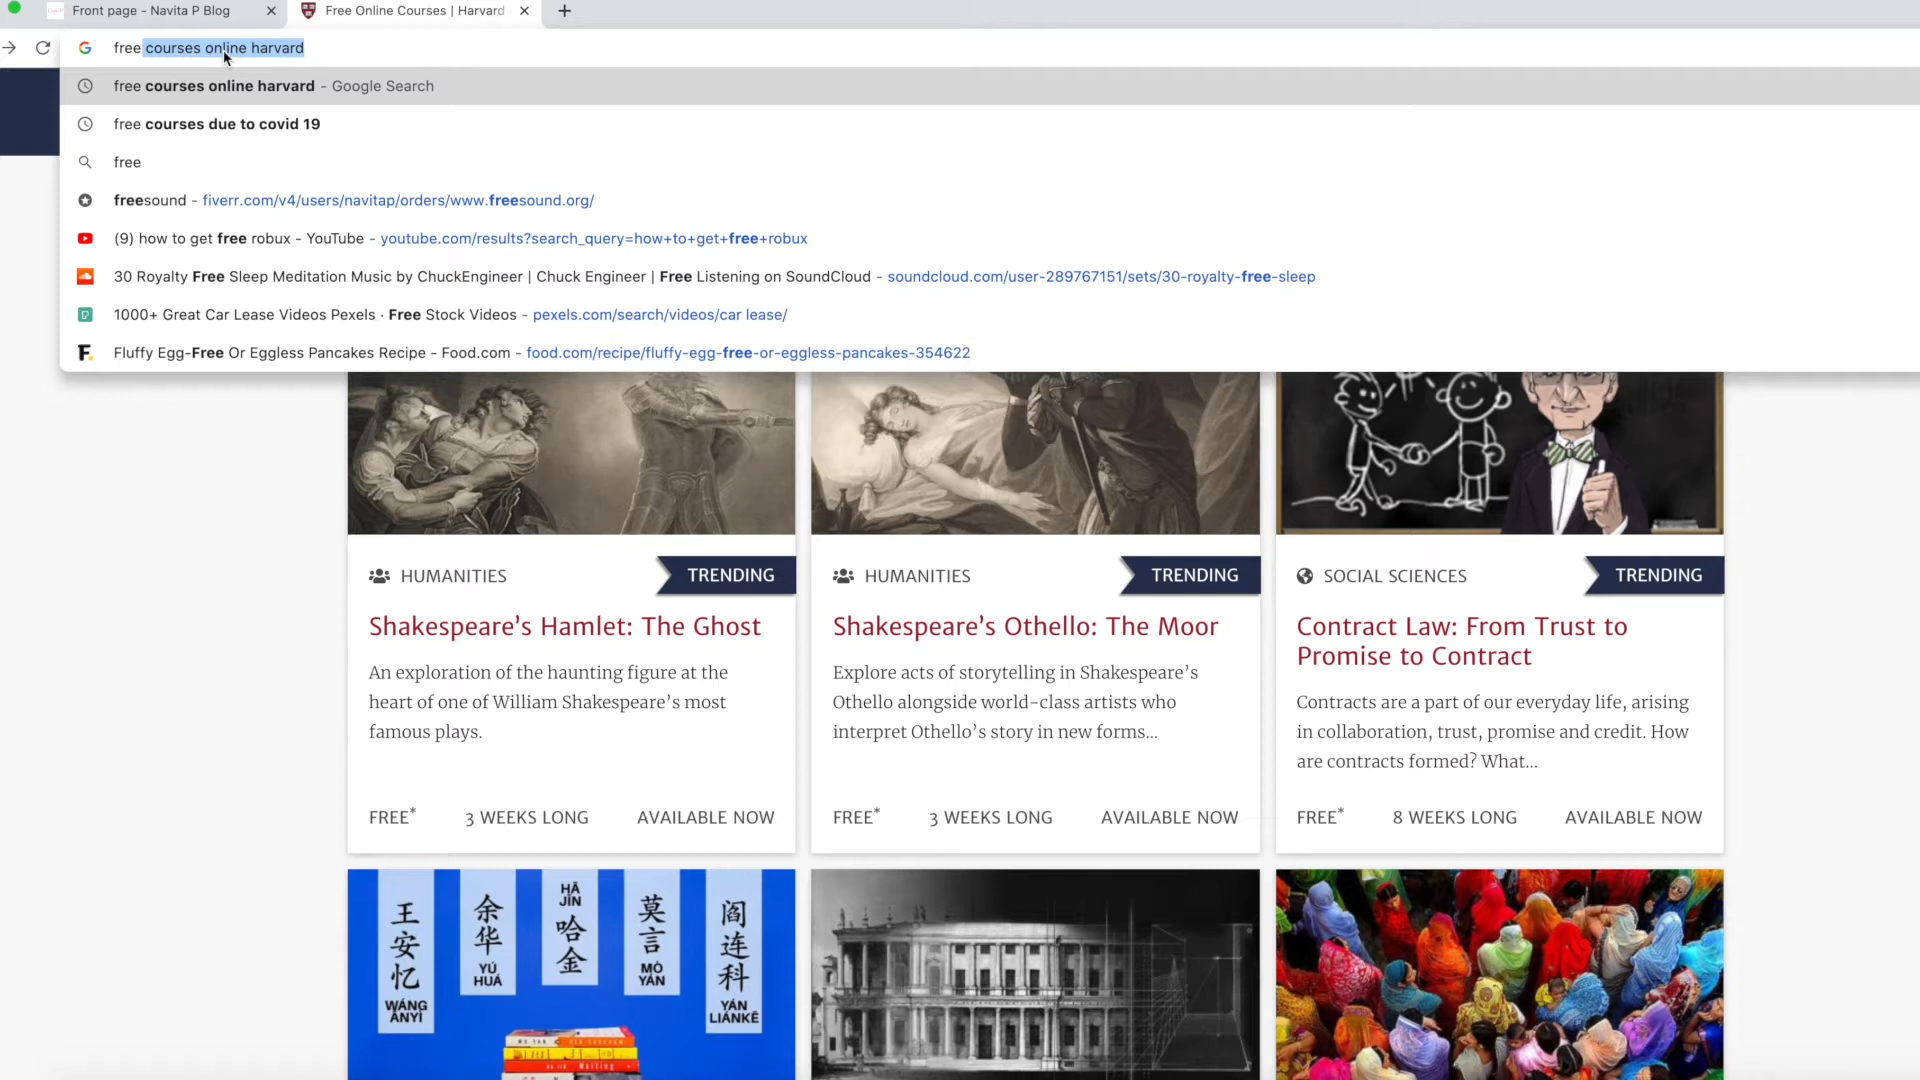 Front page - Navita P Blog
Free Online Courses | Harvard
free courses online harvard
free courses online harvard - Google Search
free courses due to covid 19
free
freesound - fiverr.com/v4/users/navitap/orders/www.freesound.org/
(9) how to get free robux - YouTube - youtube.com/results?search_query=how+to+get+free+robux
30 Royalty Free Sleep Meditation Music by ChuckEngineer | Chuck Engineer | Free Listening on SoundCloud - soundcloud.com/user-289767151/sets/30-royalty-free-sleep
1000+ Great Car Lease Videos Pexels · Free Stock Videos - pexels.com/search/videos/car lease/
F. Fluffy Egg-Free Or Eggless Pancakes Recipe - Food.com - food.com/recipe/fluffy-egg-free-or-eggless-pancakes-354622
HUMANITIES
TRENDING
Shakespeare's Hamlet: The Ghost
An exploration of the haunting figure at the
heart of one of William Shakespeare's most
famous plays.
FREE* 3 WEEKS LONG AVAILABLE NOW
HUMANITIES
TRENDING
Shakespeare's Othello: The Moor
Explore acts of storytelling in Shakespeare's
Othello alongside world-class artists who
interpret Othello's story in new forms...
FREE* 3 WEEKS LONG AVAILABLE NOW
SOCIAL SCIENCES
TRENDING
Contract Law: From Trust to
Promise to Contract
Contracts are a part of our everyday life, arising
in collaboration, trust, promise and credit. How
are contracts formed? What...
FREE* 8 WEEKS LONG AVAILABLE NOW
王安忆
WÁNG
ĀNYÌ
余华
YÚ
HUÁ
HĀ
JĪN
哈金
莫言
MÒ
YÁN
阎连科
YÁN
LIÁNKĒ
Waiting